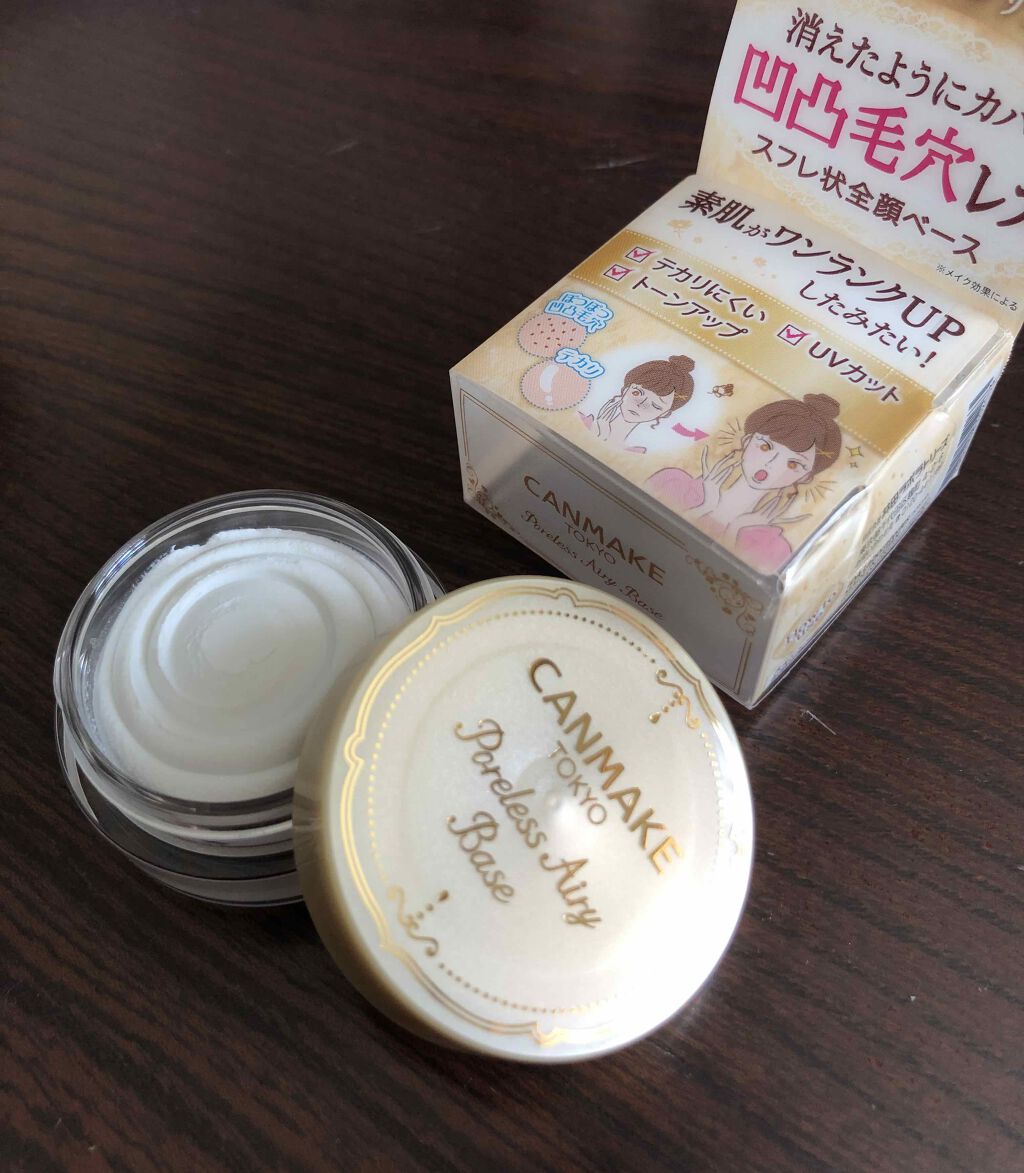 消えたようにカバ
凹凸毛穴レス
スフレ状全顔ベース
※メイク効果による
素肌がワンランクUP
したみたい!
テカリにくい
トーンアップ
UVカット
ぽつぽつ
凹凸毛穴
テカリ
CANMAKE
TOKYO
Poreless Airy Base
CANMAKE
TOKYO
Poreless Airy
Base